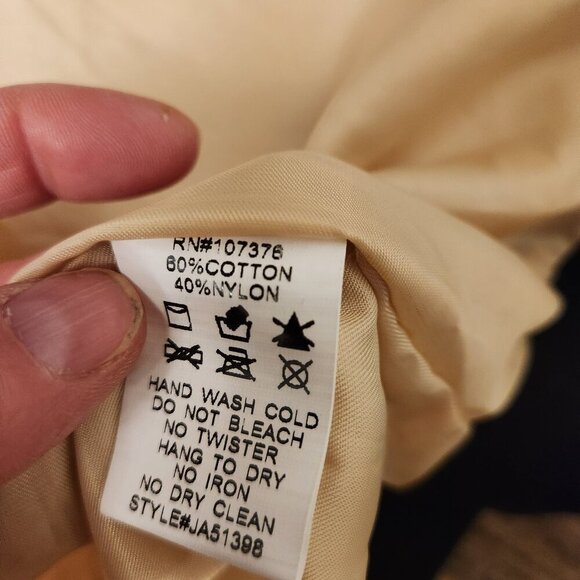 RN#107376
60%COTTON
40%NYLON
HAND WASH COLD
DO NOT BLEACH
NO TWISTER
HANG TO DRY
NO IRON
NO DRY CLEAN
STYLE#JA51398